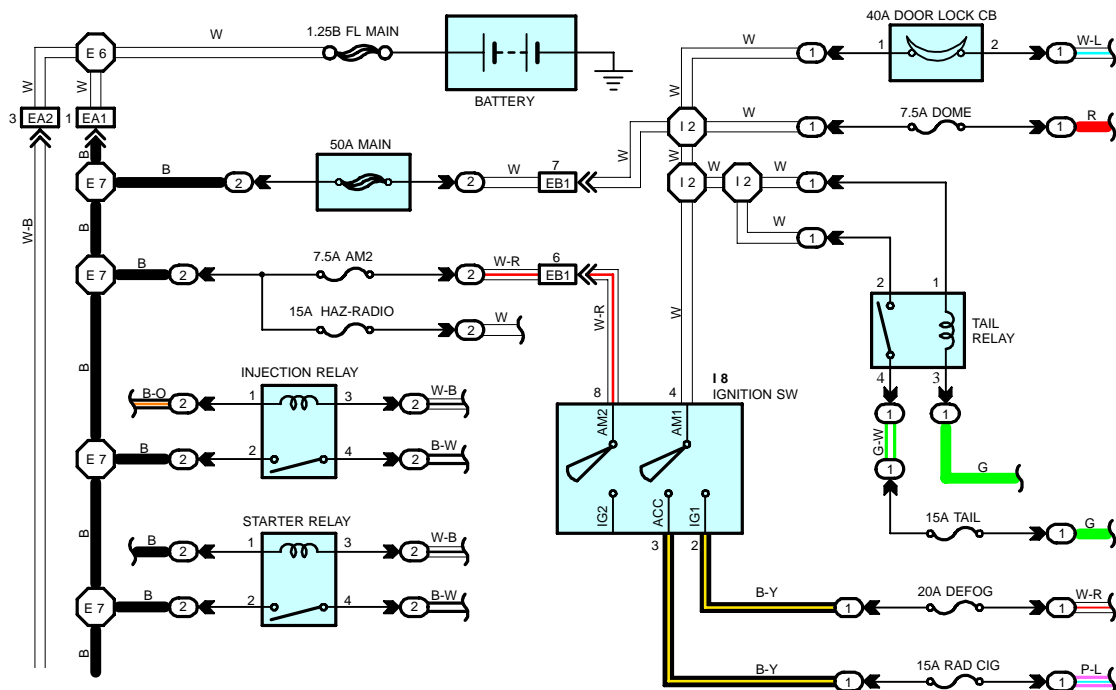 40A DOOR LOCK CB
1.25B FL MAIN
W
E 6
BATTERY
W
1
1
2
1
W-L
W
W
W
3
EA2
1
EA1
7.5A DOME
W
I 2
1
1
R
B
50A MAIN
7
W
W
E 7
B
2
2
W
EB1
I 2
W
I 2
W
1
W
1
W-B
B
7.5A AM2
6
E 7
B
2
2
W-R
EB1
2
1
15A HAZ-RADIO
2
W
W-R
W
TAIL
RELAY
B
INJECTION RELAY
I 8
IGNITION SW
4
3
B-O
2
1
3
2
W-B
8
4
AM2
AM1
1
1
G-W
E 7
B
2
2
4
2
B-W
1
G
IG2
ACC
IG1
B
STARTER RELAY
15A TAIL
1
G
B
2
1
3
2
W-B
3
2
E 7
B
2
2
4
2
B-W
B-Y
1
20A DEFOG
1
W-R
B
B-Y
1
15A RAD CIG
1
P-L